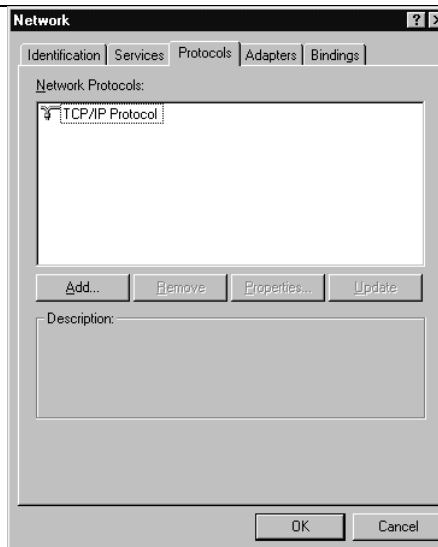 Network
Identification Services Protocols Adapters Bindings
Network Protocols:
TCP/IP Protocol
Add... Remove Properties... Update
Description:
OK Cancel